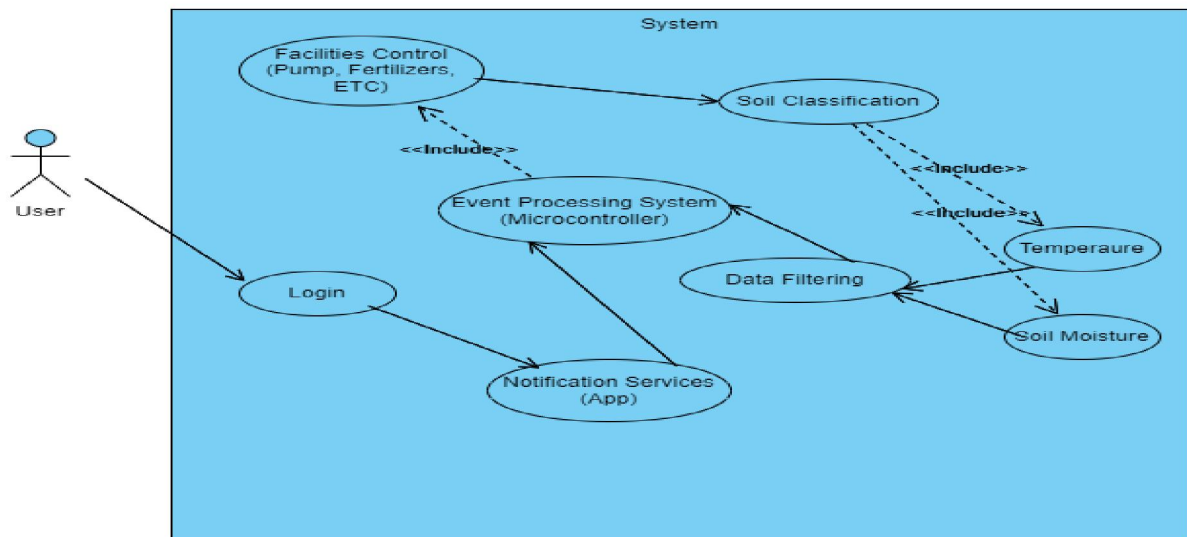 System
Facilities Control
(Pump, Fertilizers,
ETC)
Soil Classification
<<Include>>
<<Include>>
Event Processing System
(Microcontroller)
<<Include>>
User
Temperaure
Data Filtering
Login
Soil Moisture
Notification Services
(App)